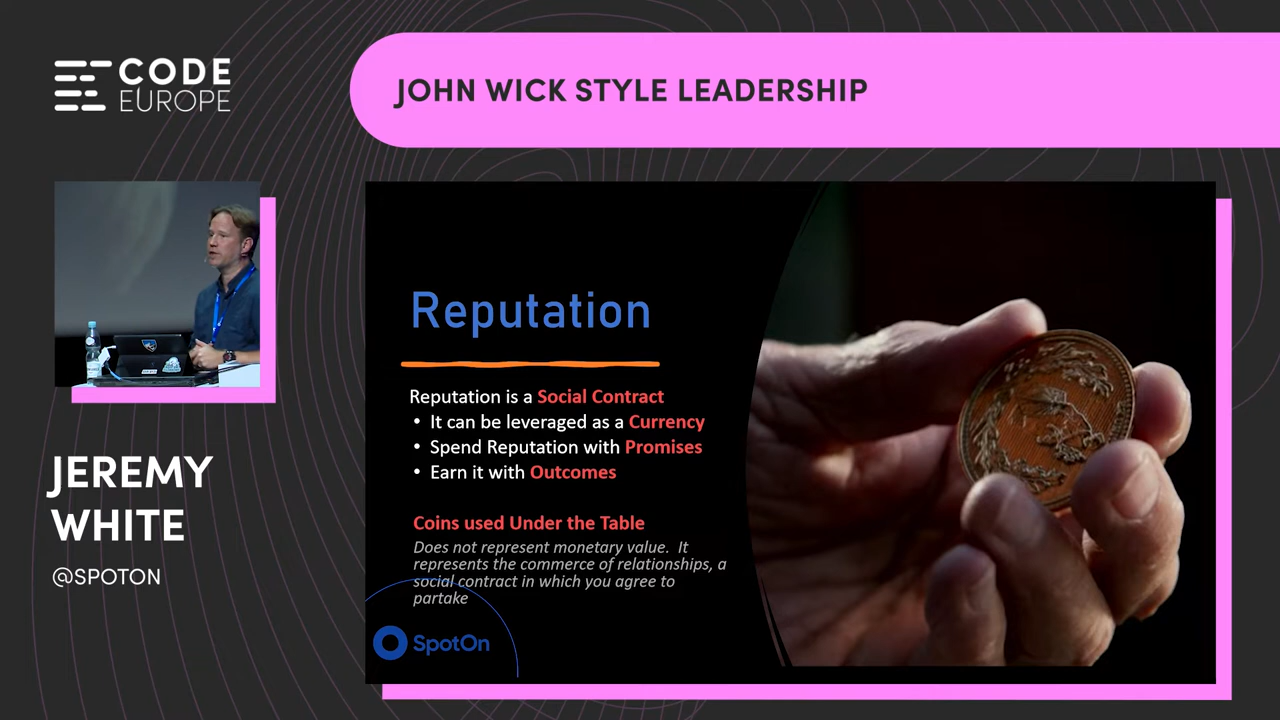 CODE
EUROPE
JOHN WICK STYLE LEADERSHIP
JEREMY
WHITE
@SPOTON
Reputation
Reputation is a Social Contract
• It can be leveraged as a Currency
• Spend Reputation with Promises
• Earn it with Outcomes
Coins used Under the Table
Does not represent monetary value. It
represents the commerce of relationships, a
social contract in which you agree to
partake
SpotOn